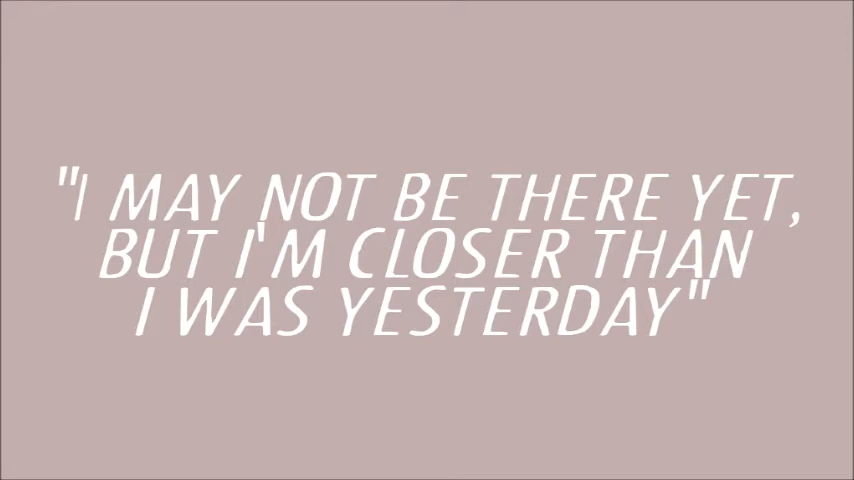 "I MAY NOT BE THERE YET,
BUT I'M CLOSER THAN
I WAS YESTERDAY"